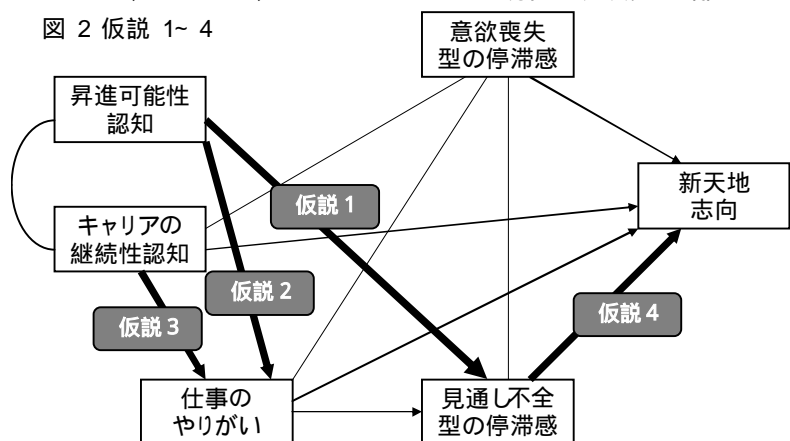 図 2 仮説 1~ 4
意欲喪失
型の停滞感
昇進可能性
認知
新天地
志向
仮説 1
キャリアの
継続性認知
仮説 2
仮説 3
仮説 4
仕事の
やりがい
見通し不全
型の停滞感